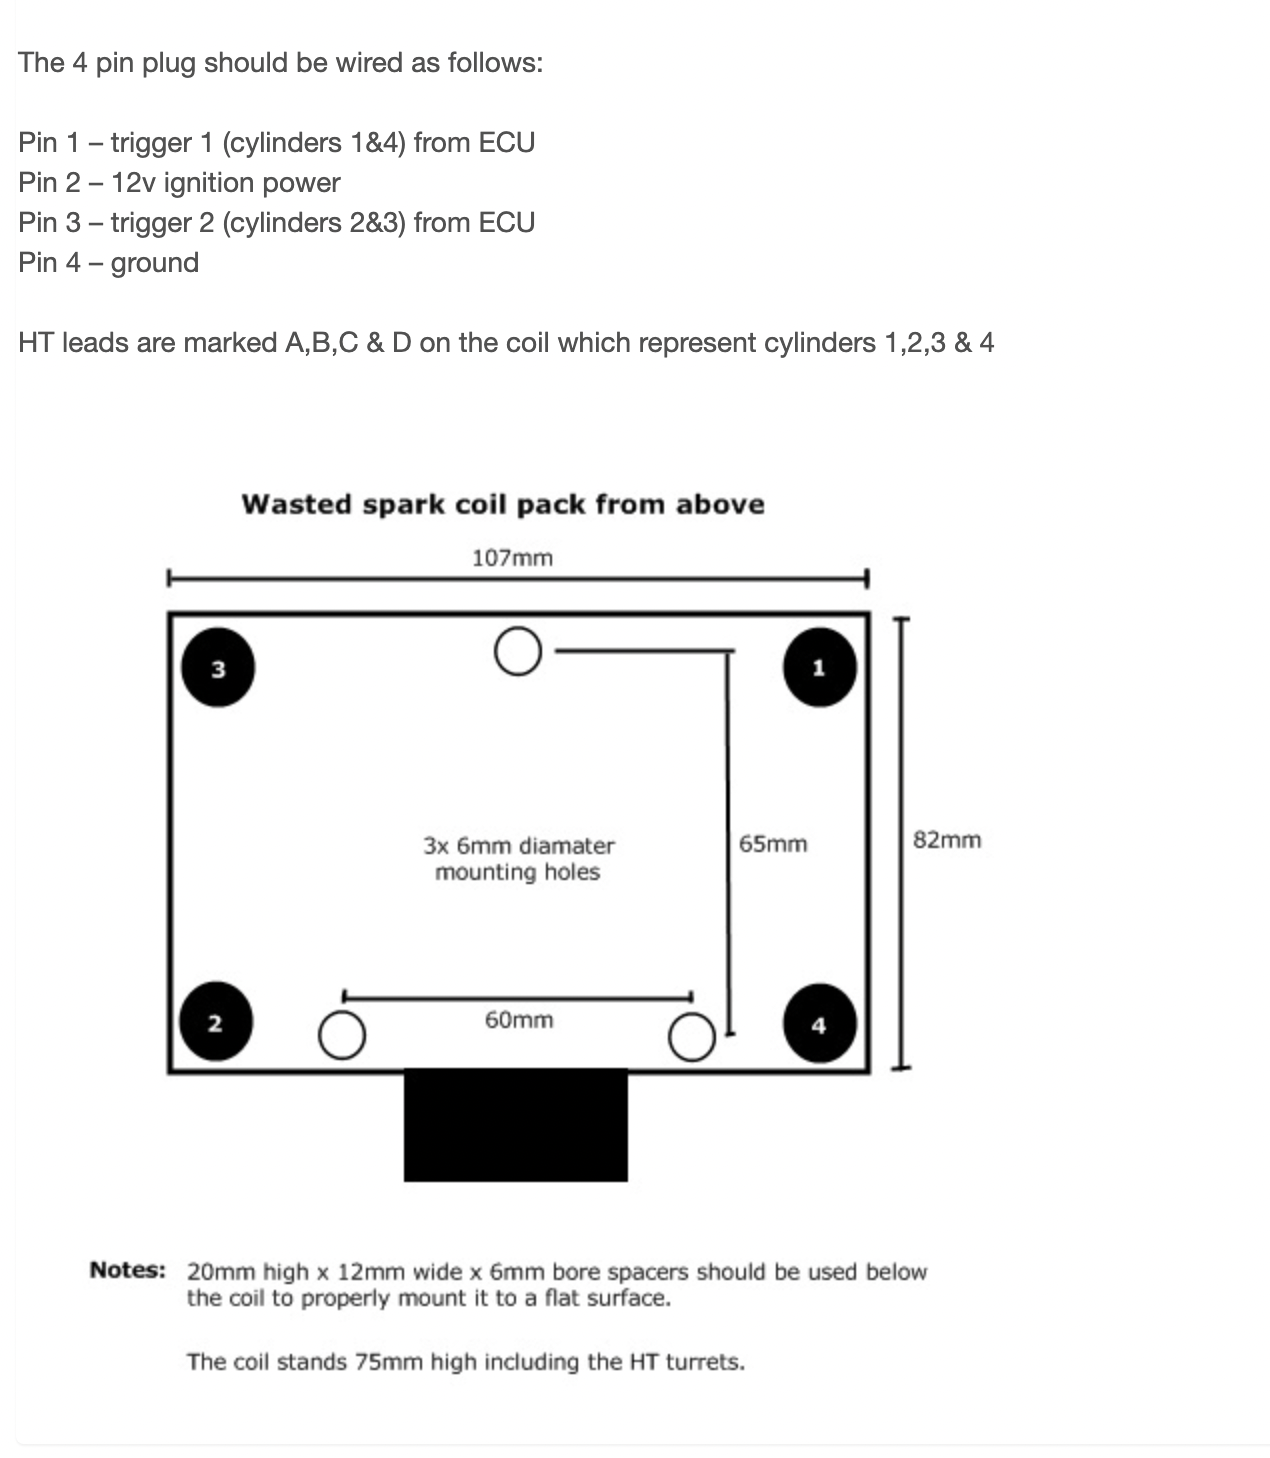 The 4 pin plug should be wired as follows:
Pin 1 – trigger 1 (cylinders 1&4) from ECU
Pin 2 – 12v ignition power
Pin 3 – trigger 2 (cylinders 2&3) from ECU
Pin 4 – ground
HT leads are marked A,B,C & D on the coil which represent cylinders 1,2,3 & 4
Wasted spark coil pack from above
107mm
3
1
3x 6mm diamater
mounting holes
65mm
82mm
2
60mm
4
Notes: 20mm high x 12mm wide x 6mm bore spacers should be used below
the coil to properly mount it to a flat surface.
The coil stands 75mm high including the HT turrets.